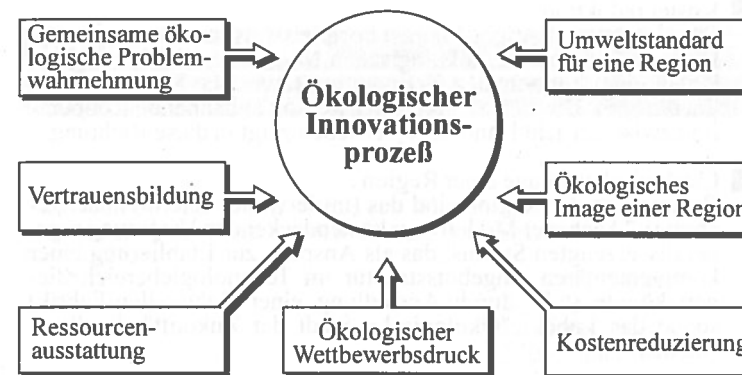 Gemeinsame öko-
logische Problem-
wahrnehmung
Umweltstandard
für eine Region
Ökologischer
Innovations-
prozeß
Vertrauensbildung
Ökologisches
Image einer Region
Ressourcen-
ausstattung
Ökologischer
Wettbewerbsdruck
Kostenreduzierung